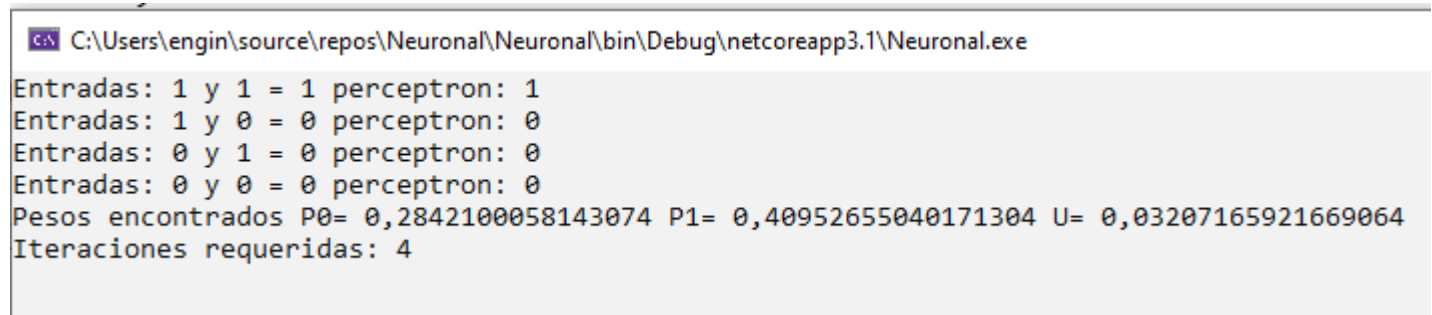 C:\Users\engin\source\repos\Neuronal\Neuronal\bin\Debug\netcoreapp3.1\Neuronal.exe
Entradas: 1 y 1 = 1 perceptron: 1
Entradas: 1 y 0 = 0 perceptron: 0
Entradas: 0 y 1 = 0 perceptron: 0
Entradas: 0 y 0 = 0 perceptron: 0
Pesos encontrados P0= 0,2842100058143074 P1= 0,40952655040171304 U= 0,03207165921669064
Iteraciones requeridas: 4